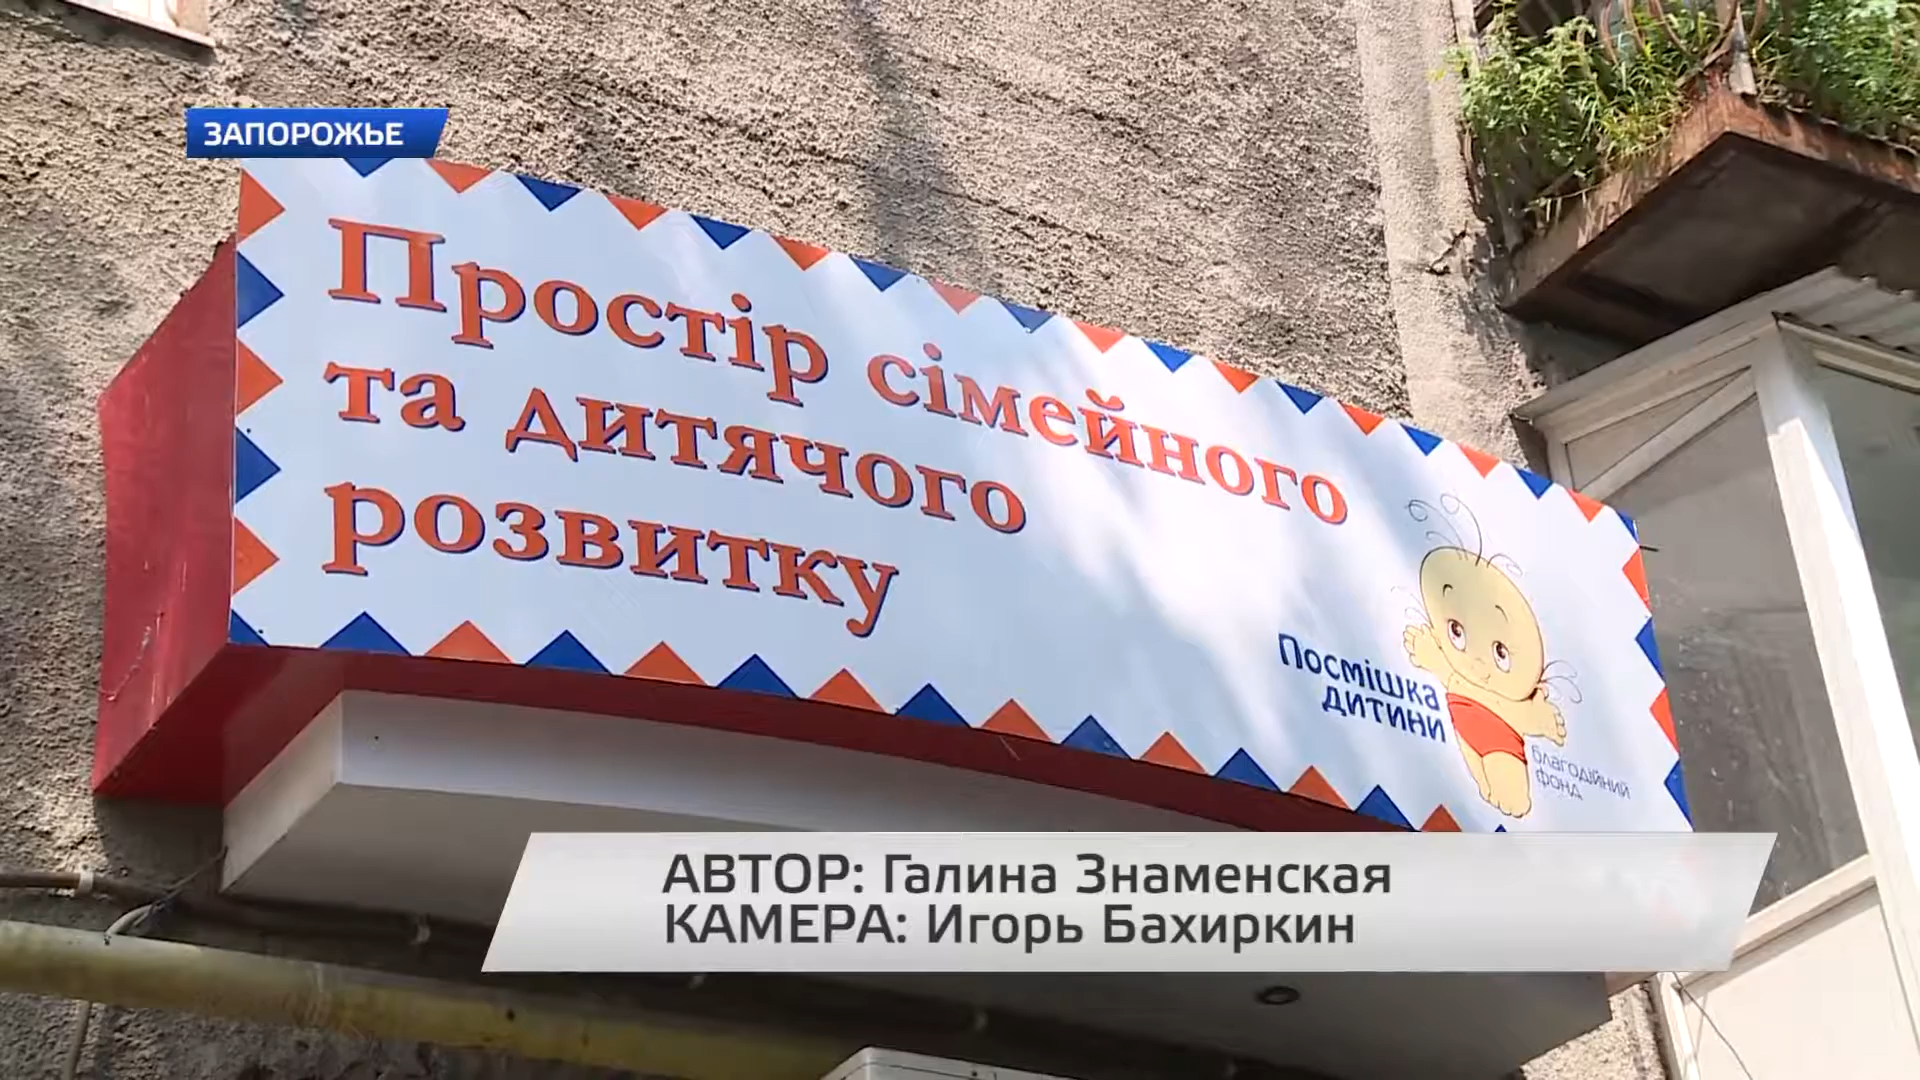 ЗАПОРОЖЬЕ
Простір сімейного
та дитячого
розвитку
Посмішка
дитини
благодійний
фонд
АВТОР: Галина Знаменская
КАМЕРА: Игорь Бахиркин